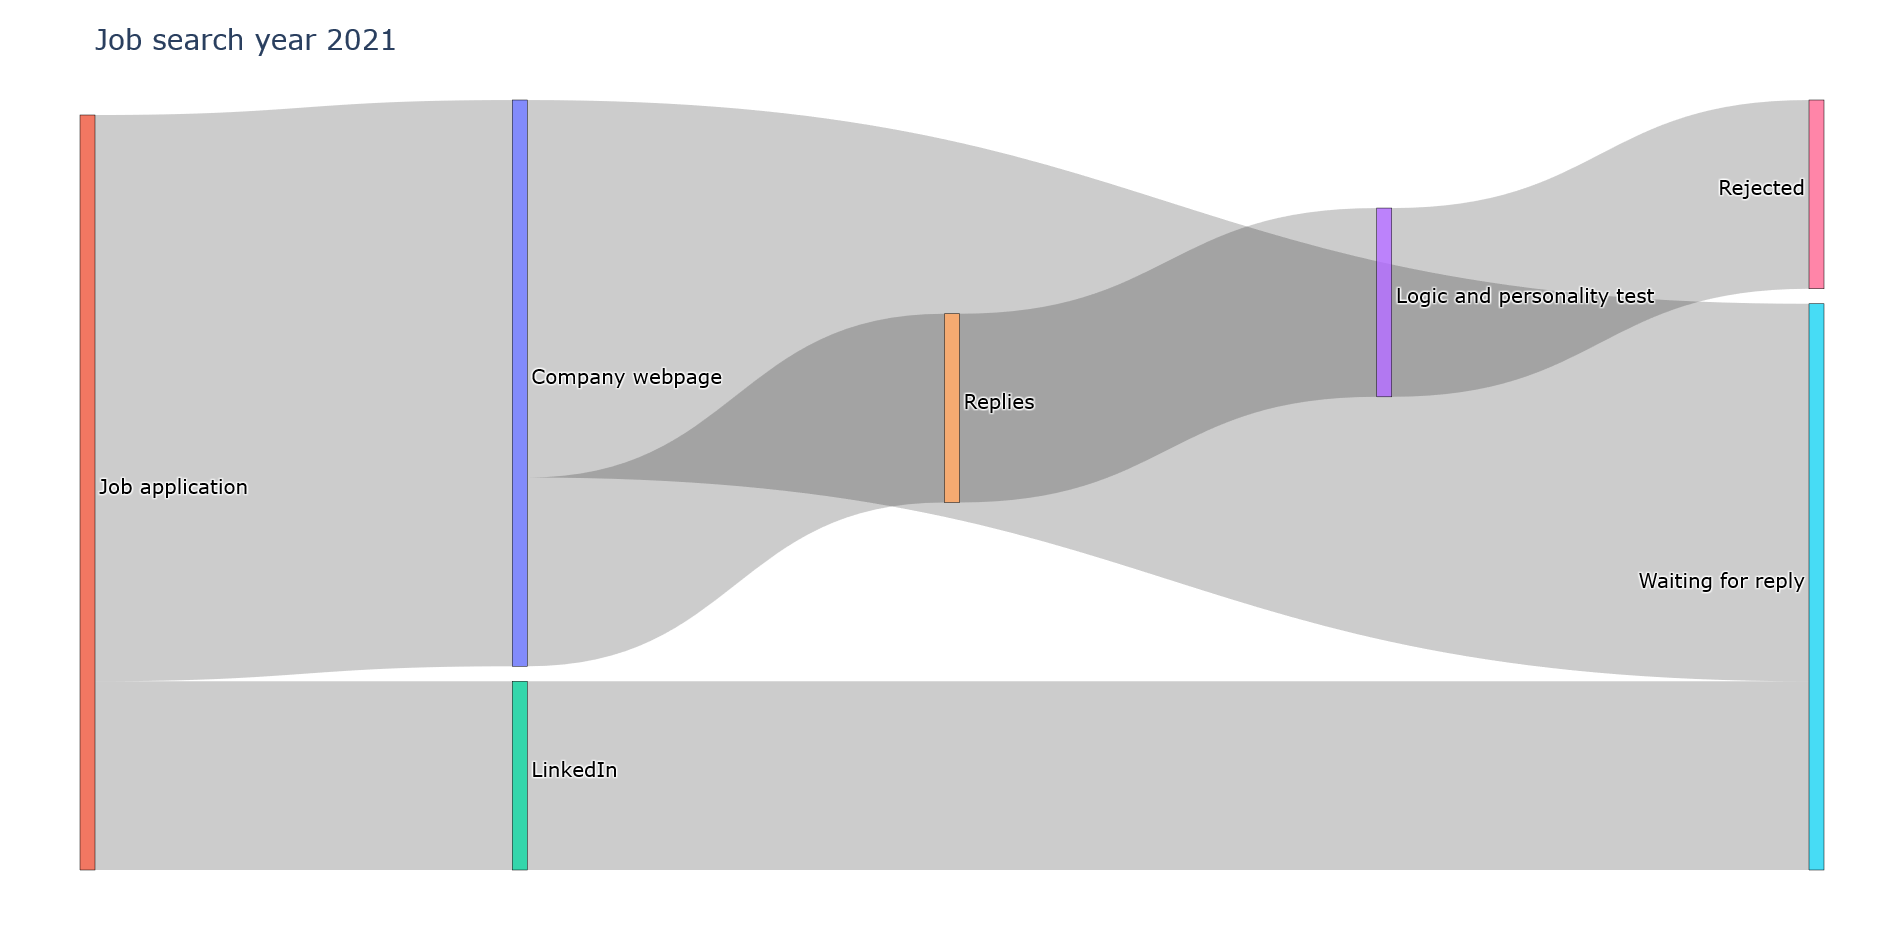 Job search year 2021
Job application
Company webpage
LinkedIn
Replies
Logic and personality test
Rejected
Waiting for reply